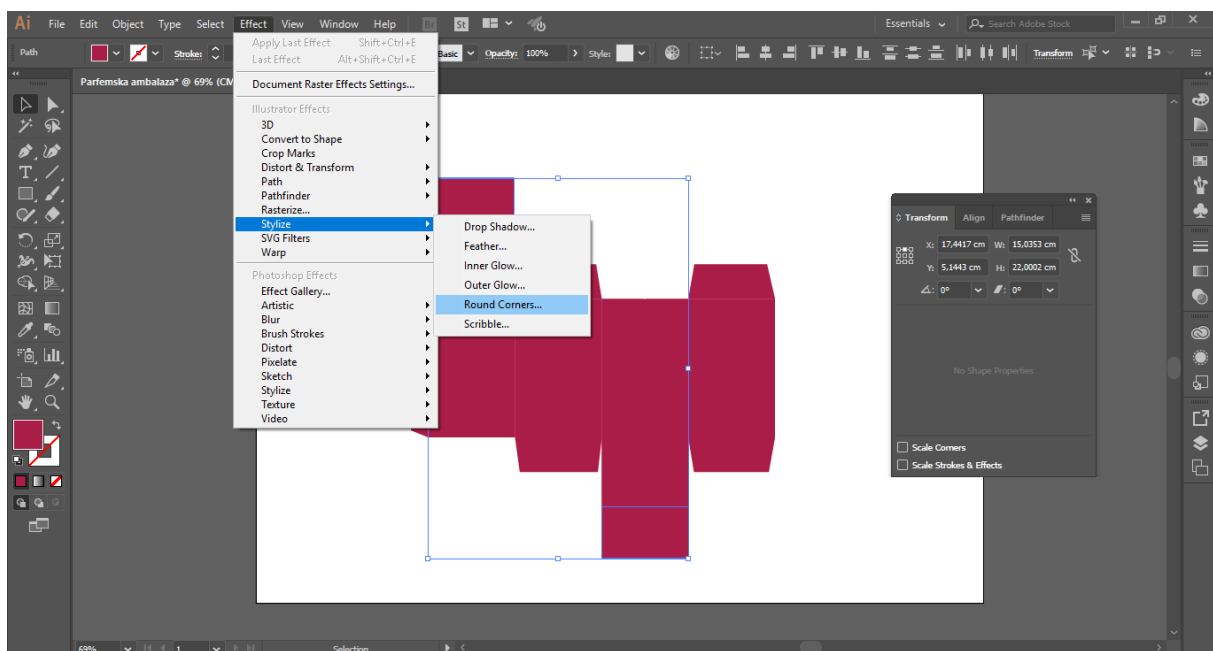 Ai File Edit Object Type Select Effect View Window Help Br St Essentials Search Adobe Stock
Path Stroke: Basic Opacity: 100% Style: Transform
Parfemska ambalaza* @ 69% (CM
Apply Last Effect Shift+Ctrl+E
Last Effect Alt+Shift+Ctrl+E
Document Raster Effects Settings...
Illustrator Effects
3D
Convert to Shape
Crop Marks
Distort & Transform
Path
Pathfinder
Rasterize...
Stylize
SVG Filters
Warp
Photoshop Effects
Effect Gallery...
Artistic
Blur
Brush Strokes
Distort
Pixelate
Sketch
Stylize
Texture
Video
Drop Shadow...
Feather...
Inner Glow...
Outer Glow...
Round Corners...
Scribble...
Transform Align Pathfinder
X: 17,4417 cm W: 15,0353 cm
Y: 5,1443 cm H: 22,0002 cm
0° 0°
No Shape Properties
Scale Corners
Scale Strokes & Effects
69% 1 Selection